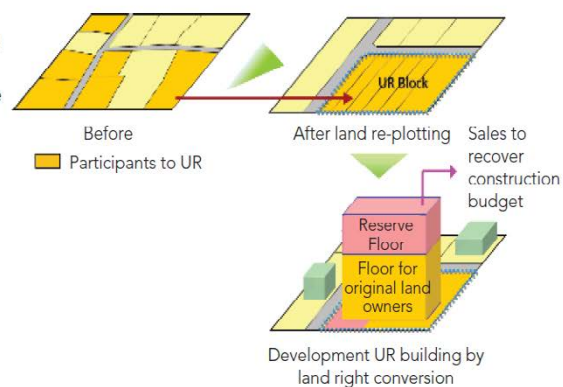 Before
Participants to UR
UR Block
After land re-plotting
Sales to
recover
construction
budget
Reserve
Floor
Floor for
original land
owners
Development UR building by
land right conversion